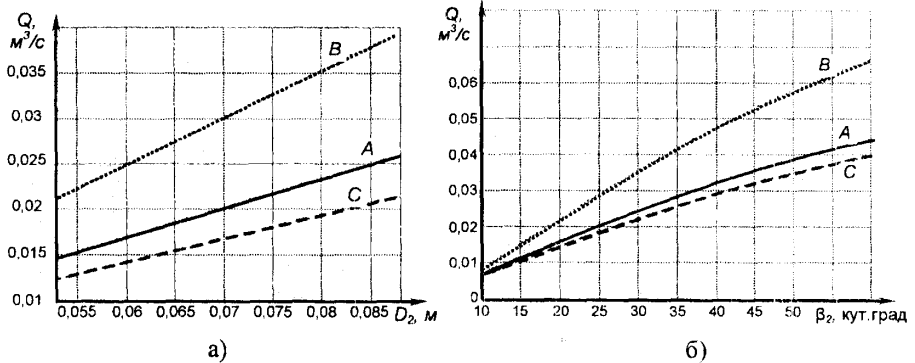 Q,
м³/с
0,035
0,03
0,025
0,02
0,015
0,01
B
A
C
0,055 0,06 0,065 0,07 0,075 0,08 0,085 D₂, м
а)
Q,
м³/с
0,06
0,05
0,04
0,03
0,02
0,01
0
B
A
C
10 15 20 25 30 35 40 45 50 β₂, кут.град
б)